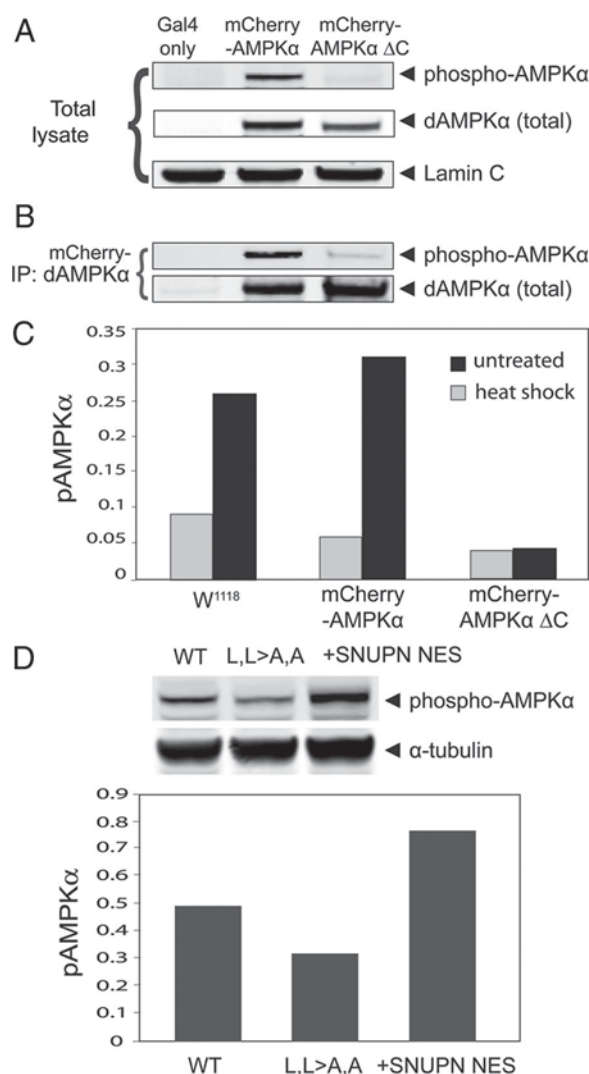 A
Gal4 only
mCherry -AMPKα
mCherry- AMPKα ΔC
Total lysate
◄ phospho-AMPKα
◄ dAMPKα (total)
◄ Lamin C
B
mCherry- IP: dAMPKα
◄ phospho-AMPKα
◄ dAMPKα (total)
C
pAMPKα
0.35
0.3
0.25
0.2
0.15
0.1
0.05
0
untreated
heat shock
W¹¹¹⁸
mCherry -AMPKα
mCherry- AMPKα ΔC
D
WT L,L>A,A +SNUPN NES
◄ phospho-AMPKα
◄ α-tubulin
pAMPKα
0.9
0.8
0.7
0.6
0.5
0.4
0.3
0.2
0.1
0
WT L,L>A,A +SNUPN NES